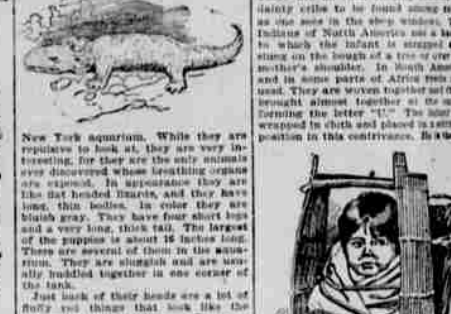 New York aquarium. While they are
repulsive to look at, they are very in-
teresting, for they are the only animals
ever discovered whose breathing organs
are exposed. In appearance they are
like flat headed lizards, and they have
long, thin bodies. In color they are
bluish gray. They have four short legs
and a very long, thick tail. The largest
of the puppies is about 16 inches long.
There are several of them in the aqua-
rium. They are sluggish and are usu-
ally huddled together in one corner of
the tank.
Just back of their heads are a lot of
fluffy red things that look like the
dainty cribs to be found among
as one sees in the shop window.
Indians of North America use a
to which the infant is strapped
slung on the bough of a tree or
mother's shoulder. In South
and in some parts of Africa
used. They are woven together
brought almost together at
forming the letter "U." The
wrapped in cloth and placed in
position in this contrivance.